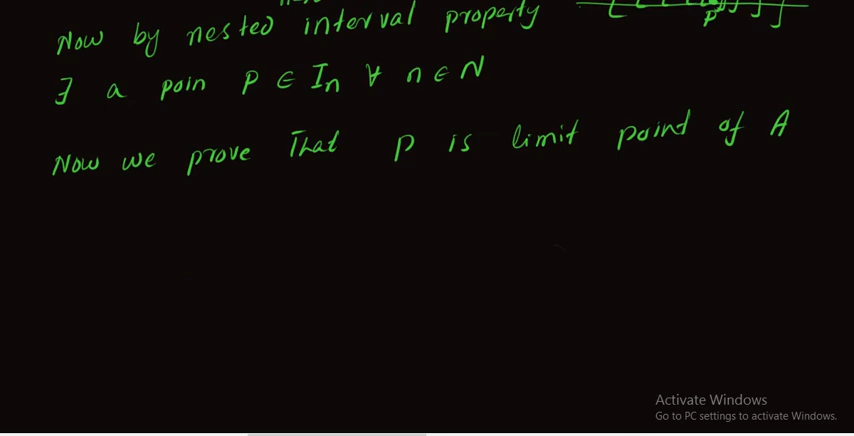 Now by nested interval property
∃ a poin P ∈ In ∀ n ∈ N
P
Now we prove That p is limit point of A
Activate Windows
Go to PC settings to activate Windows.